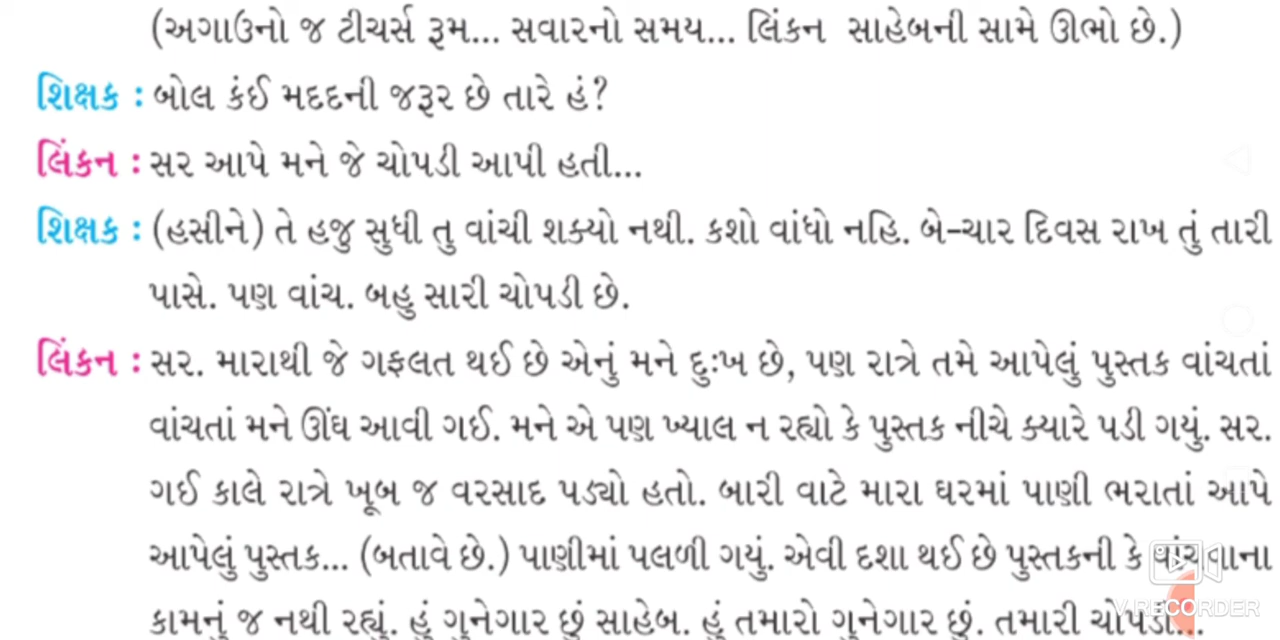 (અગાઉનો જ ટીચર્સ રૂમ... સવારનો સમય... લિંકન સાહેબની સામે ઊભો છે.)
શિક્ષક : બોલ કંઈ મદદની જરૂર છે તારે હં?
લિંકન : સર આપે મને જે ચોપડી આપી હતી...
શિક્ષક : (હસીને) તે હજુ સુધી તુ વાંચી શક્યો નથી. કશો વાંધો નહિ. બે-ચાર દિવસ રાખ તું તારી
પાસે. પણ વાંચ. બહુ સારી ચોપડી છે.
લિંકન : સર. મારાથી જે ગફલત થઈ છે એનું મને દુઃખ છે, પણ રાત્રે તમે આપેલું પુસ્તક વાંચતાં
વાંચતાં મને ઊંઘ આવી ગઈ. મને એ પણ ખ્યાલ ન રહ્યો કે પુસ્તક નીચે ક્યારે પડી ગયું. સર.
ગઈ કાલે રાત્રે ખૂબ જ વરસાદ પડ્યો હતો. બારી વાટે મારા ઘરમાં પાણી ભરાતાં આપે
આપેલું પુસ્તક... (બતાવે છે.) પાણીમાં પલળી ગયું. એવી દશા થઈ છે પુસ્તકની કે
કામનું જ નથી રહ્યું. હું ગુનેગાર છું સાહેબ. હું તમારો ગુનેગાર છું. તમારી ચોપડી...
V RECORDER